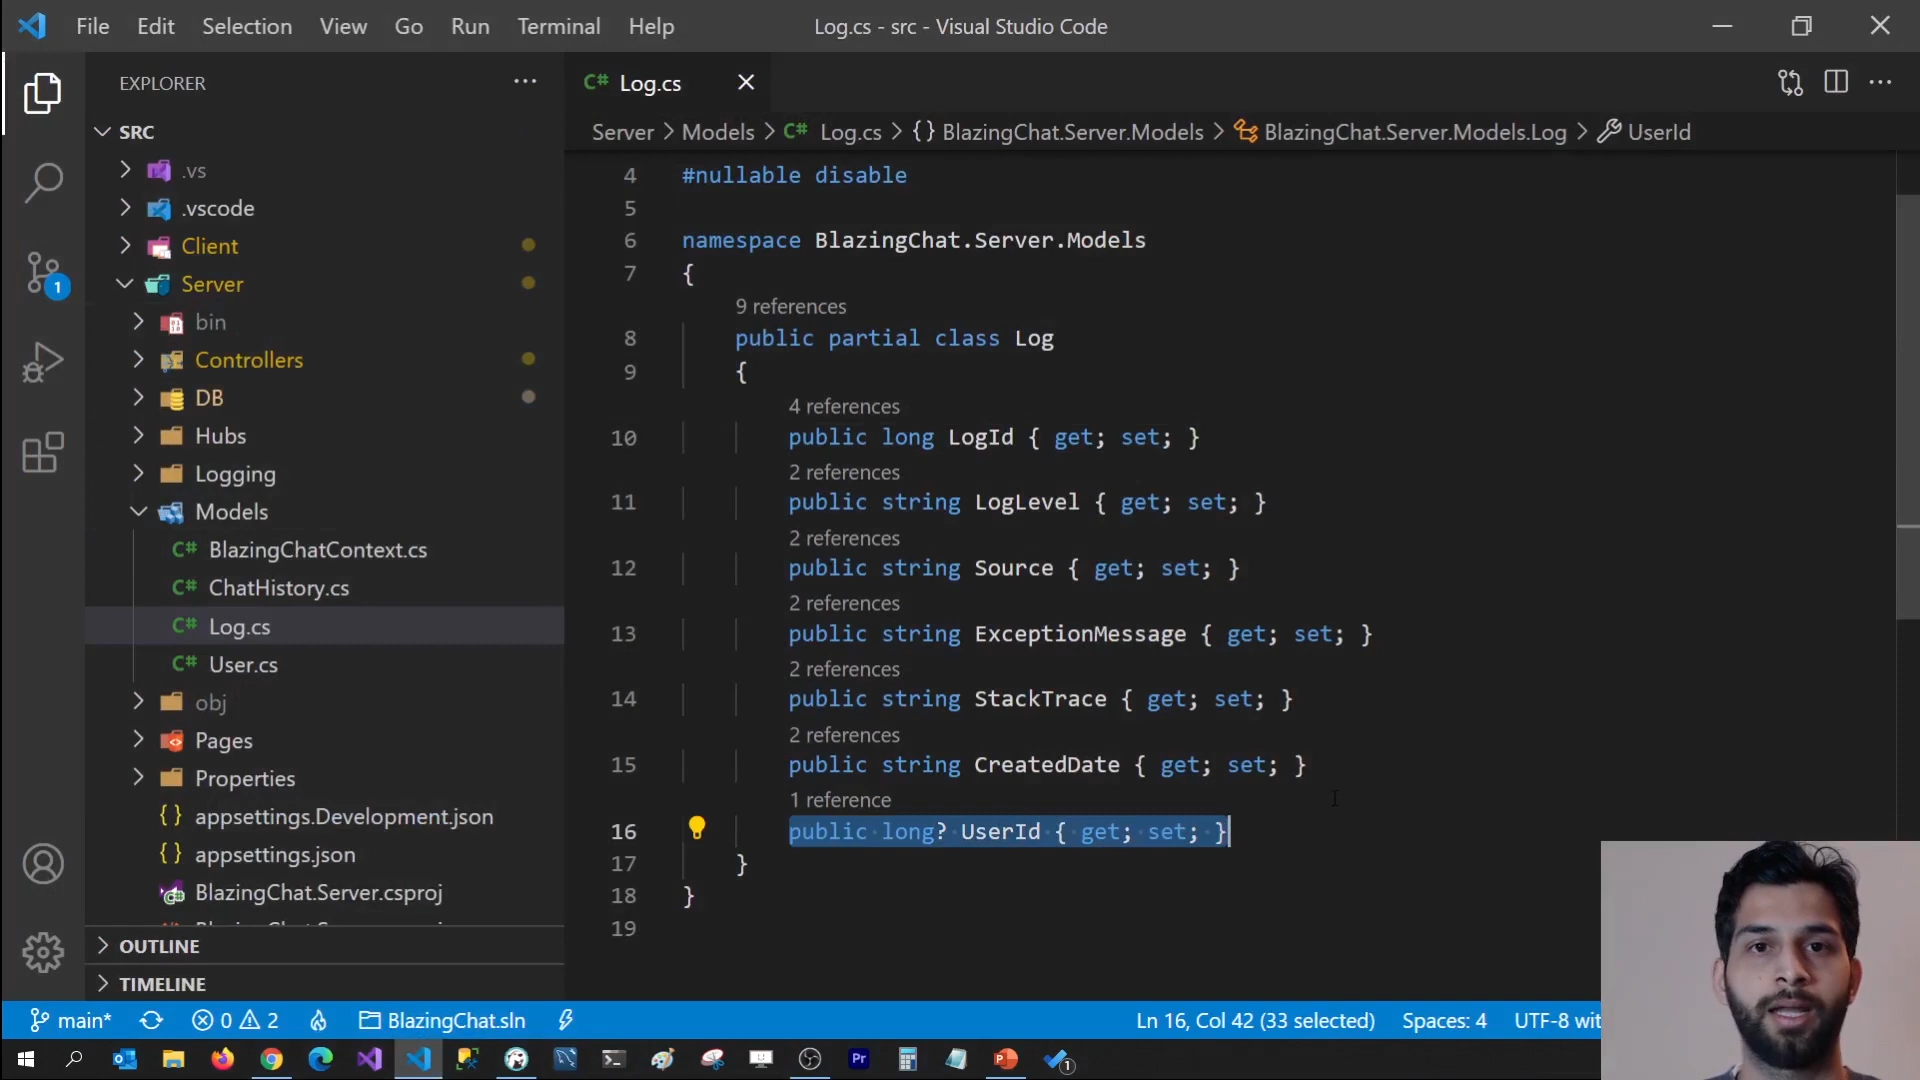 File Edit Selection View Go Run Terminal Help
Log.cs - src - Visual Studio Code
EXPLORER
SRC
.vs
.vscode
Client
Server
bin
Controllers
DB
Hubs
Logging
Models
C# BlazingChatContext.cs
C# ChatHistory.cs
C# Log.cs
C# User.cs
obj
Pages
Properties
{} appsettings.Development.json
{} appsettings.json
BlazingChat.Server.csproj
OUTLINE
TIMELINE
C# Log.cs
Server > Models > C# Log.cs > {} BlazingChat.Server.Models > BlazingChat.Server.Models.Log > UserId
4 #nullable disable
5
6 namespace BlazingChat.Server.Models
7 {
9 references
8 public partial class Log
9 {
4 references
10 public long LogId { get; set; }
2 references
11 public string LogLevel { get; set; }
2 references
12 public string Source { get; set; }
2 references
13 public string ExceptionMessage { get; set; }
2 references
14 public string StackTrace { get; set; }
2 references
15 public string CreatedDate { get; set; }
1 reference
16 public long? UserId { get; set; }
17 }
18 }
19
1
main* 0 2 BlazingChat.sln Ln 16, Col 42 (33 selected) Spaces: 4 UTF-8 wit
Pr 1